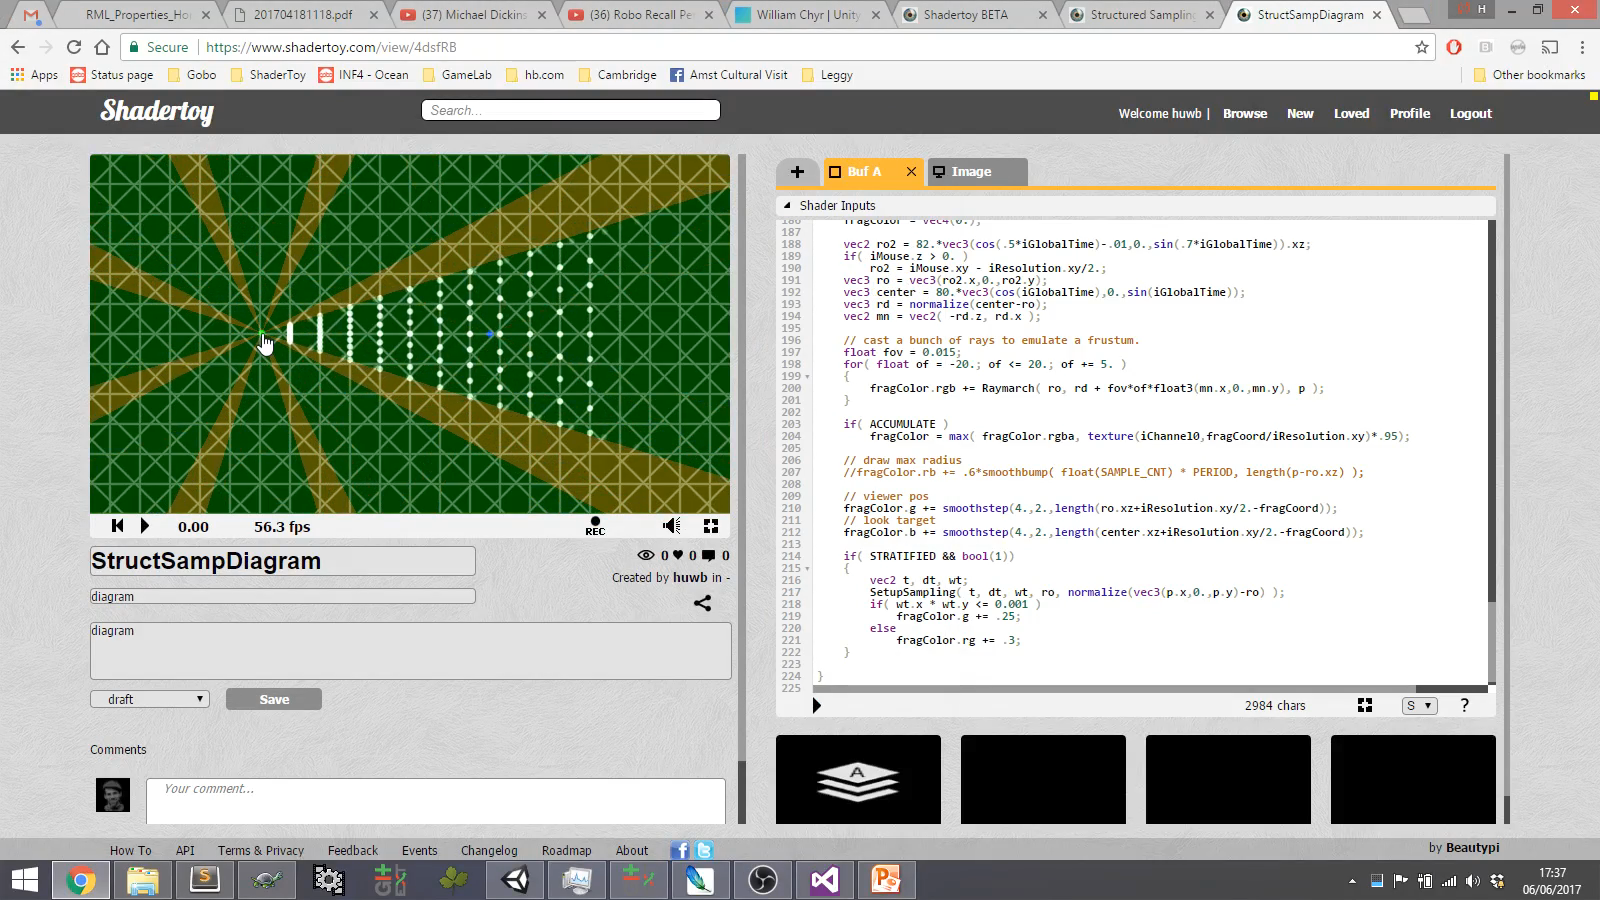 RML_Properties_Ho
201704181118.pdf
(37) Michael Dickins
(36) Robo Recall Pe
William Chyr | Unity
Shadertoy BETA
Structured Sampling
StructSampDiagram
H
Secure
https://www.shadertoy.com/view/4dsfRB
Apps
Status page
Gobo
ShaderToy
INF4 - Ocean
GameLab
hb.com
Cambridge
Amst Cultural Visit
Leggy
Other bookmarks
Shadertoy
Search...
Welcome huwb |
Browse
New
Loved
Profile
Logout
0.00
56.3 fps
REC
StructSampDiagram
0 0 0
Created by huwb in -
diagram
diagram
draft
Save
Comments
Your comment...
+
Buf A
Image
Shader Inputs
186 fragColor = vec4(0.);
187
188 vec2 ro2 = 82.*vec3(cos(.5*iGlobalTime)-.01,0.,sin(.7*iGlobalTime)).xz;
189 if( iMouse.z > 0. )
190 ro2 = iMouse.xy - iResolution.xy/2.;
191 vec3 ro = vec3(ro2.x,0.,ro2.y);
192 vec3 center = 80.*vec3(cos(iGlobalTime),0.,sin(iGlobalTime));
193 vec3 rd = normalize(center-ro);
194 vec2 mn = vec2( -rd.z, rd.x );
195
196 // cast a bunch of rays to emulate a frustum.
197 float fov = 0.015;
198 for( float of = -20.; of <= 20.; of += 5. )
199 {
200 fragColor.rgb += Raymarch( ro, rd + fov*of*float3(mn.x,0.,mn.y), p );
201 }
202
203 if( ACCUMULATE )
204 fragColor = max( fragColor.rgba, texture(iChannel0,fragCoord/iResolution.xy)*.95);
205
206 // draw max radius
207 //fragColor.rb += .6*smoothbump( float(SAMPLE_CNT) * PERIOD, length(p-ro.xz) );
208
209 // viewer pos
210 fragColor.g += smoothstep(4.,2.,length(ro.xz+iResolution.xy/2.-fragCoord));
211 // look target
212 fragColor.b += smoothstep(4.,2.,length(center.xz+iResolution.xy/2.-fragCoord));
213
214 if( STRATIFIED && bool(1))
215 {
216 vec2 t, dt, wt;
217 SetupSampling( t, dt, wt, ro, normalize(vec3(p.x,0.,p.y)-ro) );
218 if( wt.x * wt.y <= 0.001 )
219 fragColor.g += .25;
220 else
221 fragColor.rg += .3;
222 }
223
224 }
225
2984 chars
S
?
A
How To
API
Terms & Privacy
Feedback
Events
Changelog
Roadmap
About
by Beautypi
17:37
06/06/2017